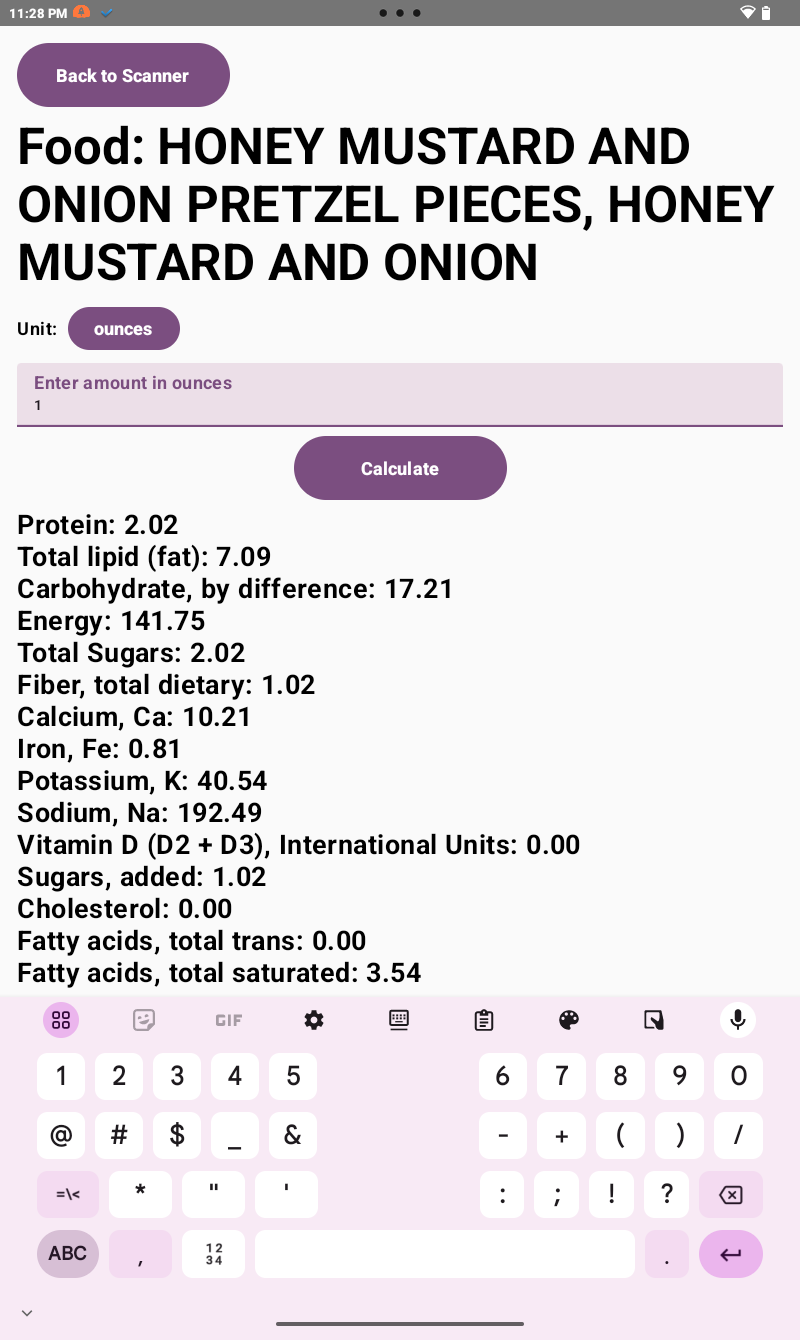 11:28 PM
Back to Scanner
Food: HONEY MUSTARD AND
ONION PRETZEL PIECES, HONEY
MUSTARD AND ONION
Unit: ounces
Enter amount in ounces
1
Calculate
Protein: 2.02
Total lipid (fat): 7.09
Carbohydrate, by difference: 17.21
Energy: 141.75
Total Sugars: 2.02
Fiber, total dietary: 1.02
Calcium, Ca: 10.21
Iron, Fe: 0.81
Potassium, K: 40.54
Sodium, Na: 192.49
Vitamin D (D2 + D3), International Units: 0.00
Sugars, added: 1.02
Cholesterol: 0.00
Fatty acids, total trans: 0.00
Fatty acids, total saturated: 3.54
GIF
1 2 3 4 5 6 7 8 9 0
@ # $ _ & - + ( ) /
=\< * " ' : ; ! ?
ABC , 12 .
34